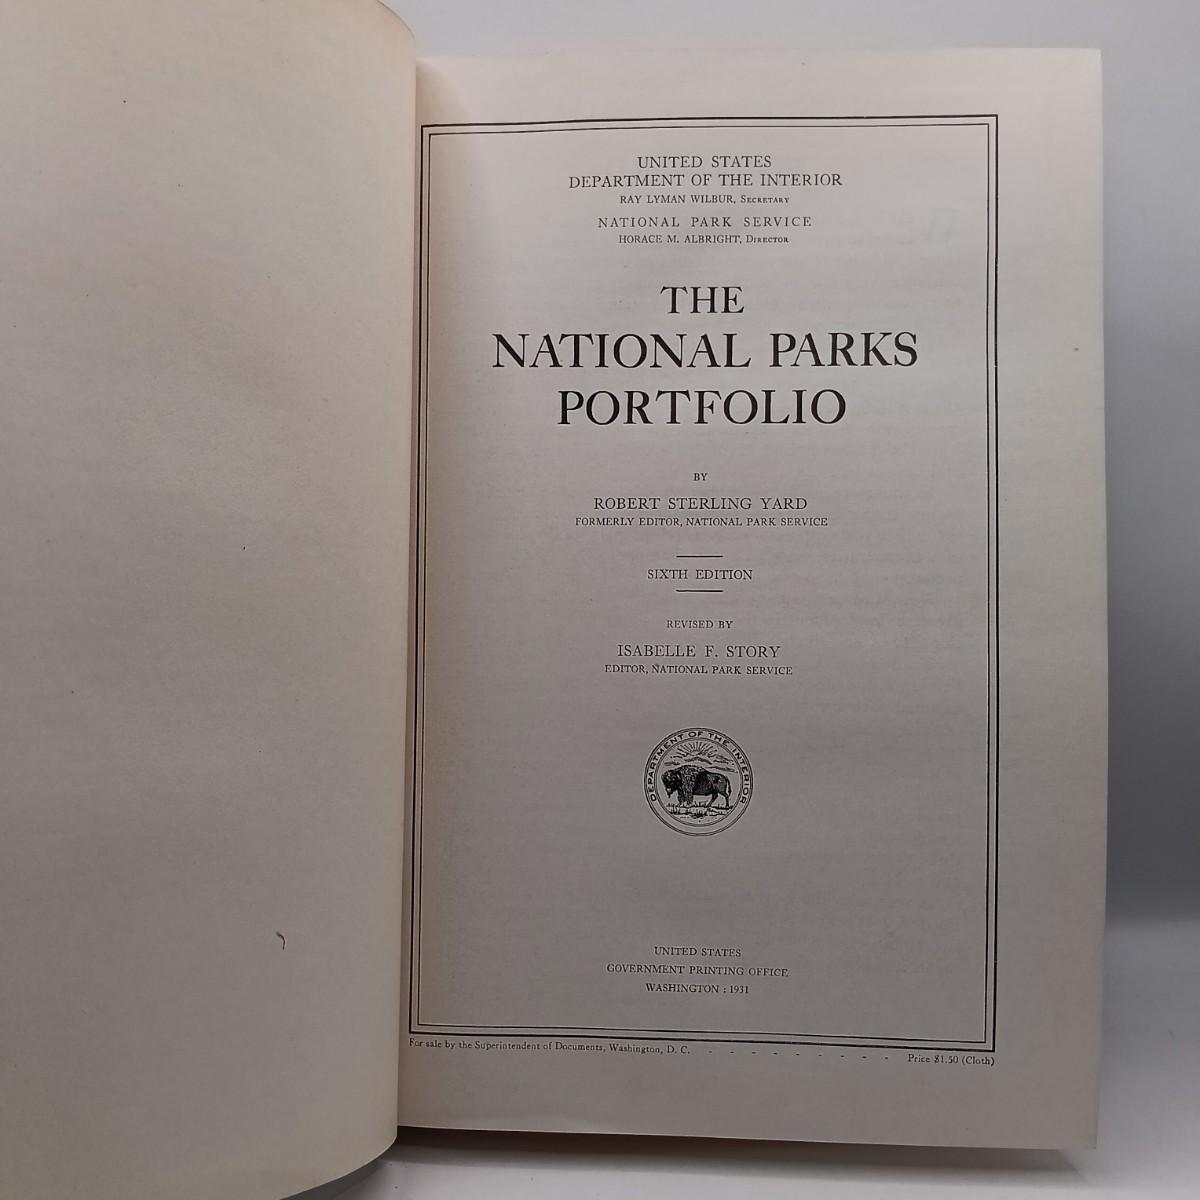 UNITED STATES
DEPARTMENT OF THE INTERIOR
RAY LYMAN WILBUR, SECRETARY
NATIONAL PARK SERVICE
HORACE M. ALBRIGHT, DIRECTOR
THE
NATIONAL PARKS
PORTFOLIO
BY
ROBERT STERLING YARD
FORMERLY EDITOR, NATIONAL PARK SERVICE
SIXTH EDITION
REVISED BY
ISABELLE F. STORY
EDITOR, NATIONAL PARK SERVICE
DEPARTMENT OF THE INTERIOR
UNITED STATES
GOVERNMENT PRINTING OFFICE
WASHINGTON : 1931
For sale by the Superintendent of Documents, Washington, D. C. - - - - - - - - - Price $1.50 (Cloth)